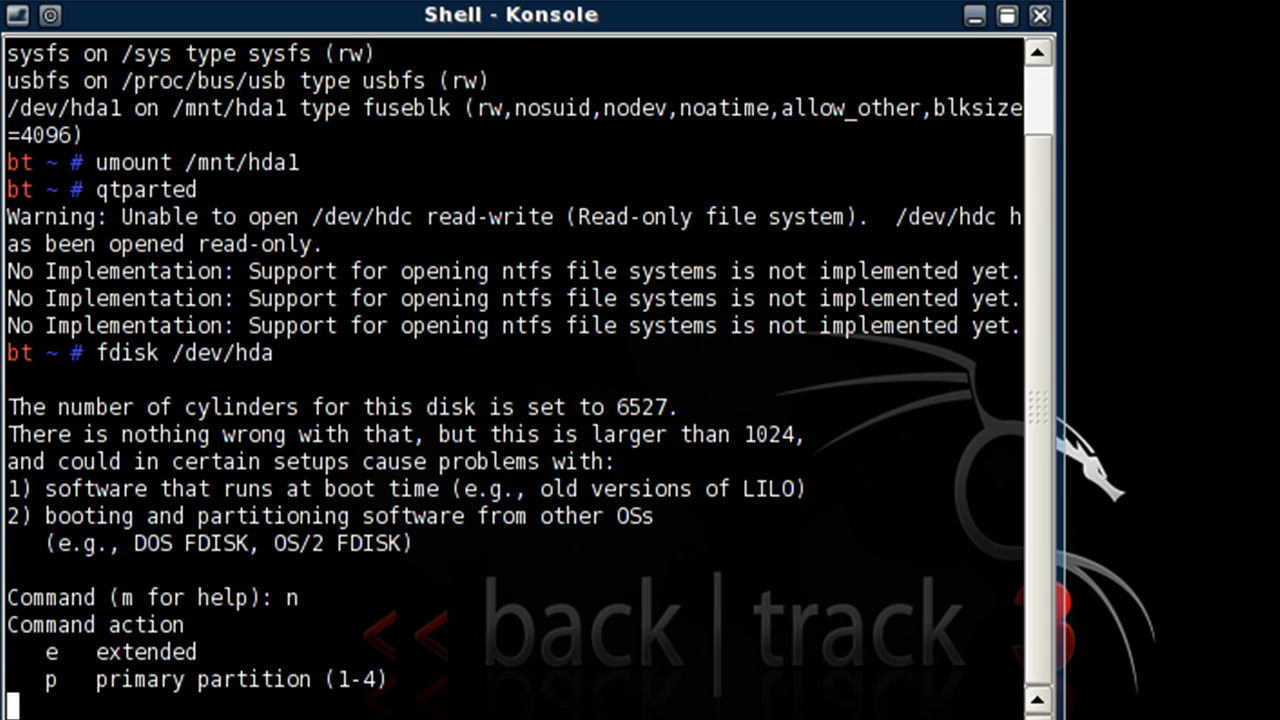 Shell - Konsole
sysfs on /sys type sysfs (rw)
usbfs on /proc/bus/usb type usbfs (rw)
/dev/hda1 on /mnt/hda1 type fuseblk (rw,nosuid,nodev,noatime,allow_other,blksize
=4096)
bt ~ # umount /mnt/hda1
bt ~ # qtparted
Warning: Unable to open /dev/hdc read-write (Read-only file system).  /dev/hdc h
as been opened read-only.
No Implementation: Support for opening ntfs file systems is not implemented yet.
No Implementation: Support for opening ntfs file systems is not implemented yet.
No Implementation: Support for opening ntfs file systems is not implemented yet.
bt ~ # fdisk /dev/hda
The number of cylinders for this disk is set to 6527.
There is nothing wrong with that, but this is larger than 1024,
and could in certain setups cause problems with:
1) software that runs at boot time (e.g., old versions of LILO)
2) booting and partitioning software from other OSs
   (e.g., DOS FDISK, OS/2 FDISK)
Command (m for help): n
Command action
   e   extended
   p   primary partition (1-4)
<< back|track 3